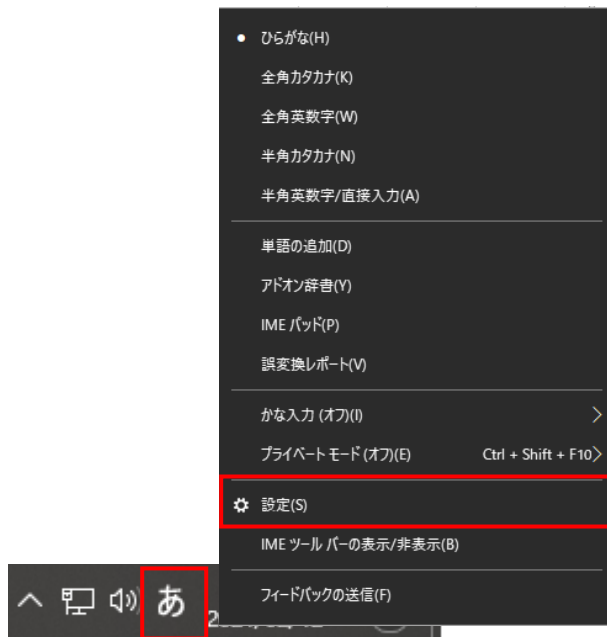 ひらがな(H)
全角カタカナ(K)
全角英数字(W)
半角カタカナ(N)
半角英数字/直接入力(A)
単語の追加(D)
アドオン辞書(Y)
IME パッド(P)
誤変換レポート(V)
かな入力 (オフ)(I)
プライベート モード (オフ)(E) Ctrl + Shift + F10
設定(S)
IME ツール バーの表示/非表示(B)
フィードバックの送信(F)
あ